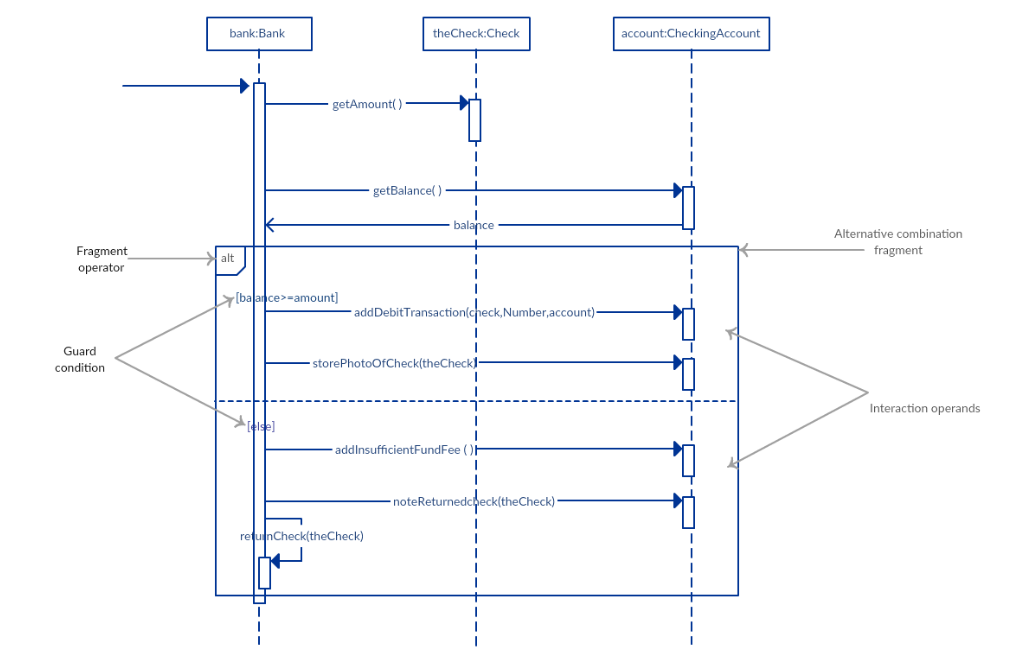 bank:Bank
theCheck:Check
account:CheckingAccount
getAmount( )
getBalance( )
balance
Alternative combination
fragment
Fragment
operator
alt
[balance>=amount]
addDebitTransaction(check,Number,account)
Guard
condition
storePhotoOfCheck(theCheck)
Interaction operands
[else]
addInsufficientFundFee ( )
noteReturnedcheck(theCheck)
returnCheck(theCheck)